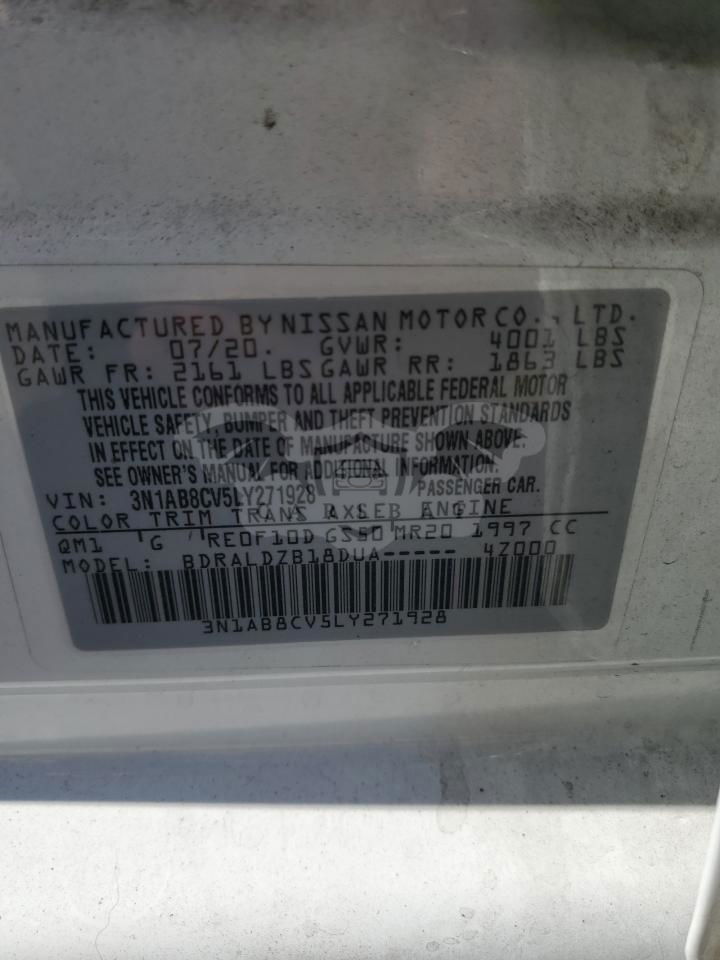 MANUFACTURED BY NISSAN MOTOR CO., LTD.
DATE: 07/20. GVWR: 4001 LBS
GAWR FR: 2161 LBS GAWR RR: 1863 LBS
THIS VEHICLE CONFORMS TO ALL APPLICABLE FEDERAL MOTOR
VEHICLE SAFETY, BUMPER AND THEFT PREVENTION STANDARDS
IN EFFECT ON THE DATE OF MANUFACTURE SHOWN ABOVE.
SEE OWNER'S MANUAL FOR ADDITIONAL INFORMATION.
VIN: 3N1AB8CV5LY271928 PASSENGER CAR.
COLOR TRIM TRANS AXLE ENGINE
QM1 G RE0F10D GS50 MR20 1997 CC
MODEL: BDRALDZB18DUA----- 4Z000
3N1AB8CV5LY271928